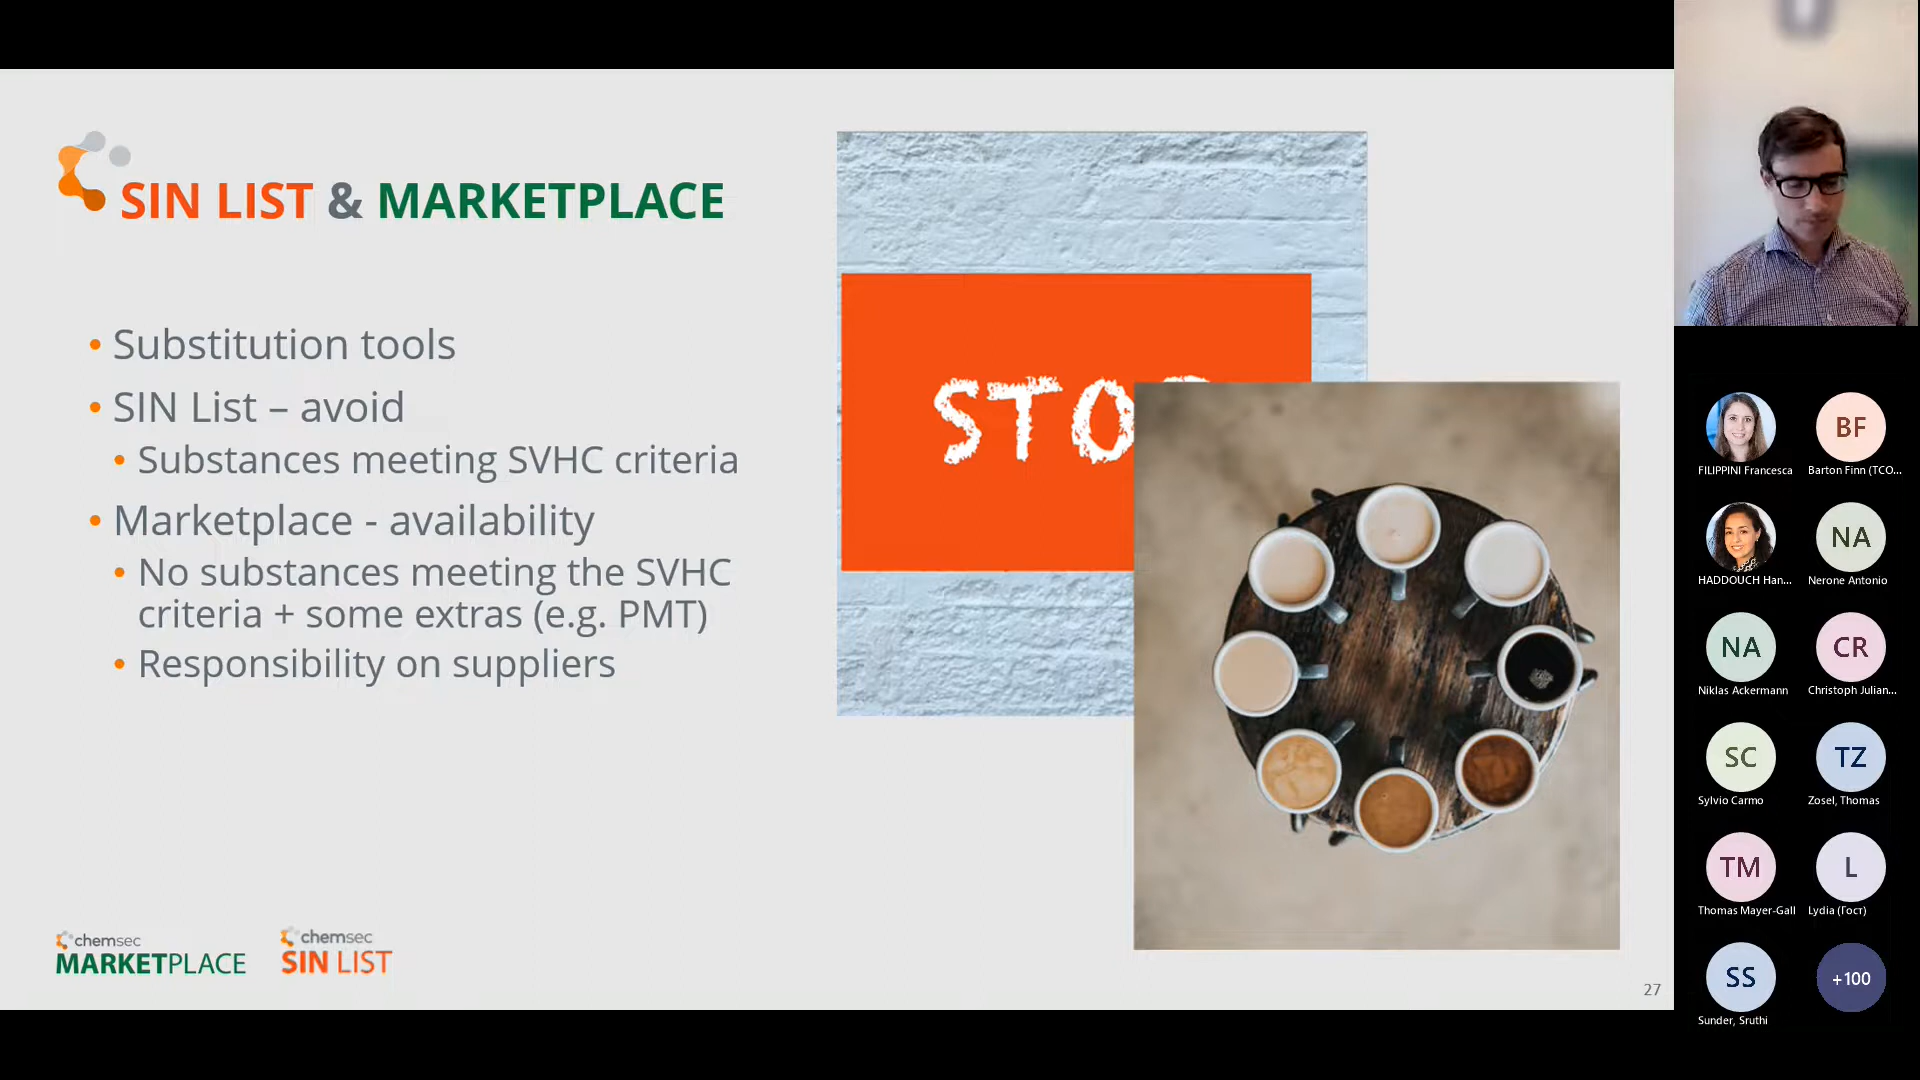 SIN LIST & MARKETPLACE
• Substitution tools
• SIN List – avoid
• Substances meeting SVHC criteria
• Marketplace - availability
• No substances meeting the SVHC
criteria + some extras (e.g. PMT)
• Responsibility on suppliers
STO
chemsec
MARKETPLACE
chemsec
SIN LIST
27
FILIPPINI Francesca
BF
Barton Finn (TCO...
HADDOUCH Han...
NA
Nerone Antonio
NA
Niklas Ackermann
CR
Christoph Julian...
SC
Sylvio Carmo
TZ
Zosel, Thomas
TM
Thomas Mayer-Gall
L
Lydia (Гост)
SS
Sunder, Sruthi
+100